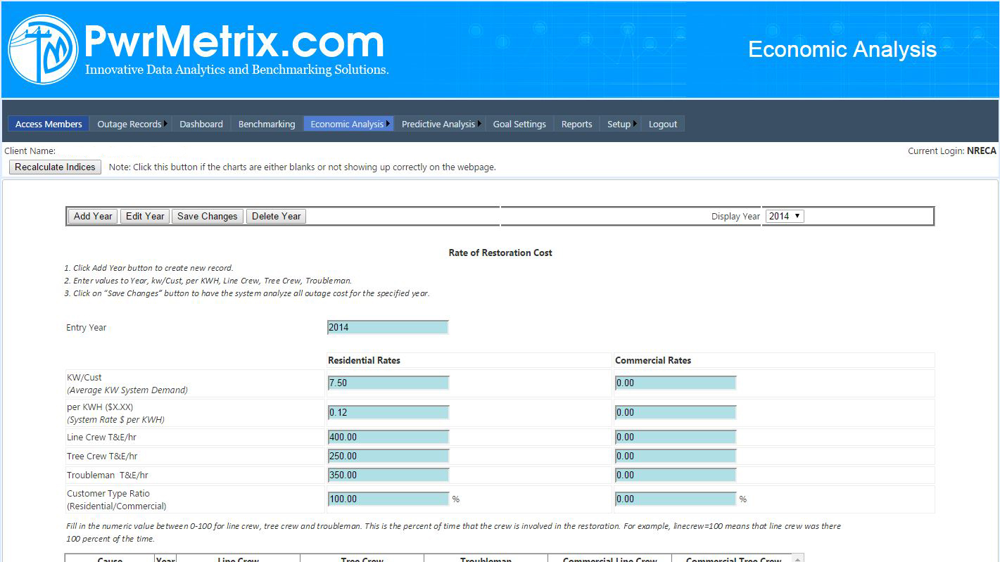 PwrMetrix.com
Innovative Data Analytics and Benchmarking Solutions.
Economic Analysis
Access Members Outage Records Dashboard Benchmarking Economic Analysis Predictive Analysis Goal Settings Reports Setup Logout
Client Name: Current Login: NRECA
Recalculate Indices Note: Click this button if the charts are either blanks or not showing up correctly on the webpage.
Add Year Edit Year Save Changes Delete Year Display Year 2014
Rate of Restoration Cost
1. Click Add Year button to create new record.
2. Enter values to Year, kw/Cust, per KWH, Line Crew, Tree Crew, Troubleman.
3. Click on “Save Changes” button to have the system analyze all outage cost for the specified year.
Entry Year 2014
Residential Rates Commercial Rates
KW/Cust
(Average KW System Demand) 7.50 0.00
per KWH ($X.XX)
(System Rate $ per KWH) 0.12 0.00
Line Crew T&E/hr 400.00 0.00
Tree Crew T&E/hr 250.00 0.00
Troubleman T&E/hr 350.00 0.00
Customer Type Ratio
(Residential/Commercial) 100.00 % 0.00 %
Fill in the numeric value between 0-100 for line crew, tree crew and troubleman. This is the percent of time that the crew is involved in the restoration. For example, linecrew=100 means that line crew was there
100 percent of the time.
Cause Year Line Crew Tree Crew Troubleman Commercial Line Crew Commercial Tree Crew